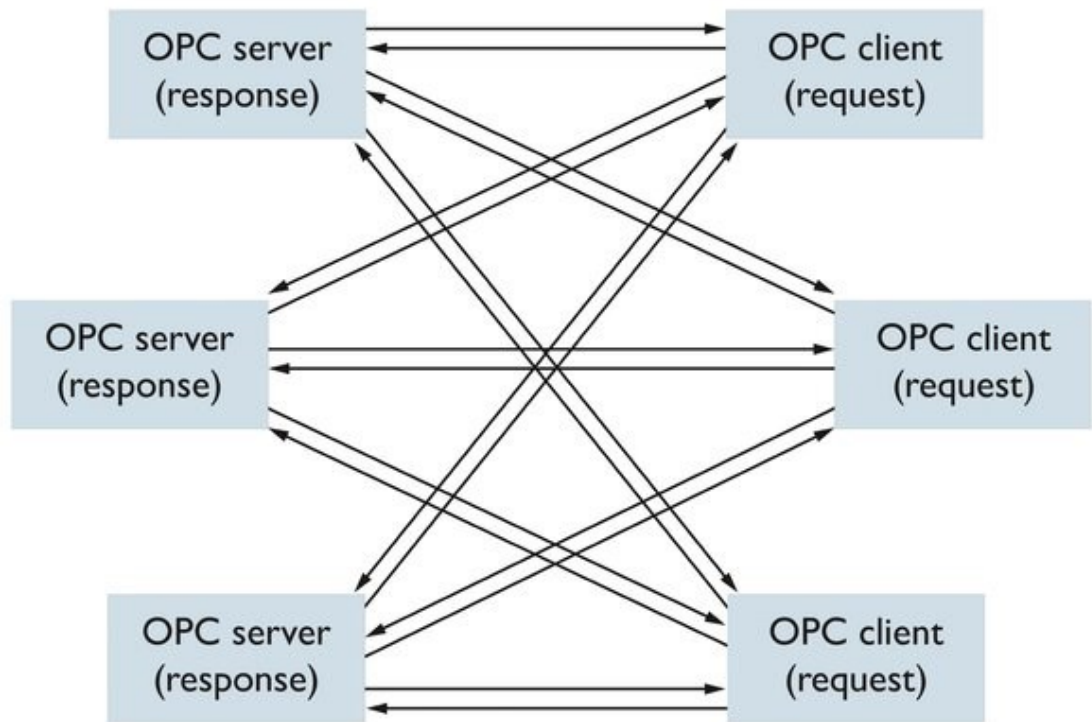 OPC server
(response)
OPC client
(request)
OPC server
(response)
OPC client
(request)
OPC server
(response)
OPC client
(request)